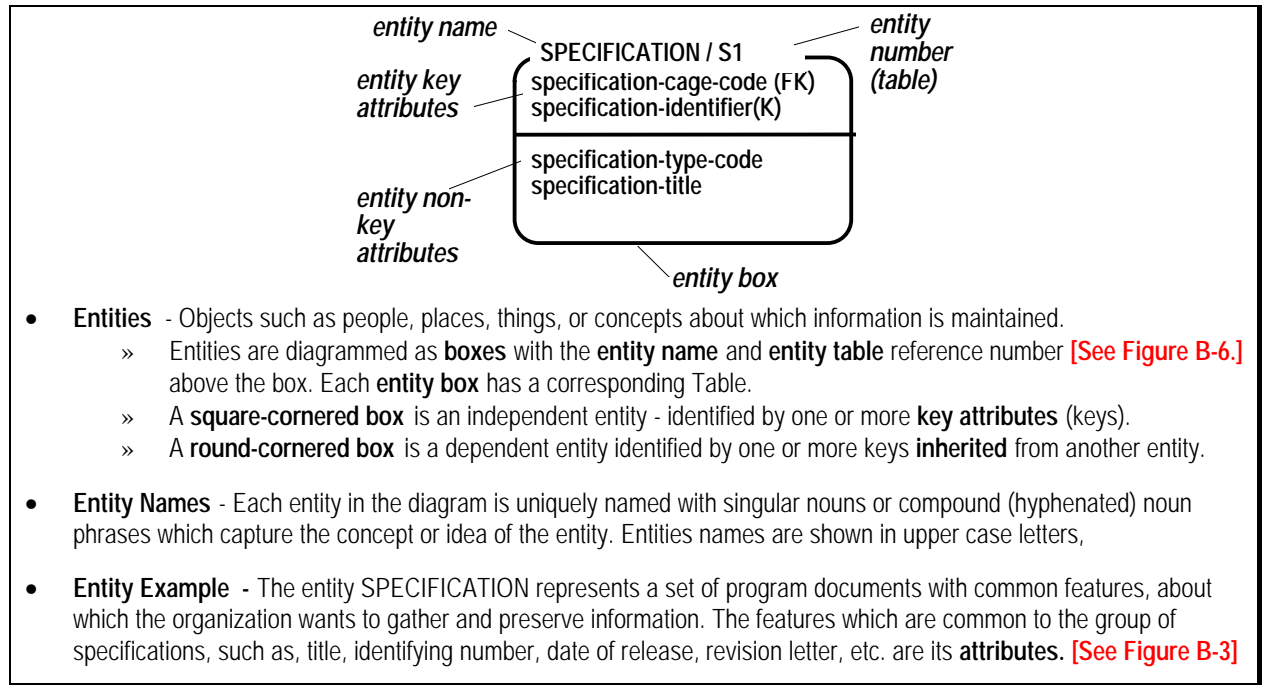 entity name
entity number (table)
SPECIFICATION / S1
entity key attributes
specification-cage-code (FK)
specification-identifier(K)
specification-type-code
specification-title
entity non-key attributes
entity box
• Entities - Objects such as people, places, things, or concepts about which information is maintained.
» Entities are diagrammed as boxes with the entity name and entity table reference number [See Figure B-6.]
above the box. Each entity box has a corresponding Table.
» A square-cornered box is an independent entity - identified by one or more key attributes (keys).
» A round-cornered box is a dependent entity identified by one or more keys inherited from another entity.
• Entity Names - Each entity in the diagram is uniquely named with singular nouns or compound (hyphenated) noun
phrases which capture the concept or idea of the entity. Entities names are shown in upper case letters,
• Entity Example - The entity SPECIFICATION represents a set of program documents with common features, about
which the organization wants to gather and preserve information. The features which are common to the group of
specifications, such as, title, identifying number, date of release, revision letter, etc. are its attributes. [See Figure B-3]